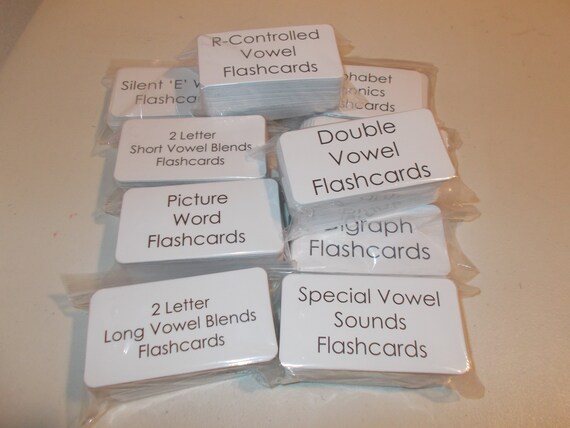 R-Controlled
Vowel
Flashcards
Silent 'E'
Flashcards
2 Letter
Short Vowel Blends
Flashcards
Double
Vowel
Flashcards
Picture
Word
Flashcards
Flashcards
2 Letter
Long Vowel Blends
Flashcards
Special Vowel
Sounds
Flashcards